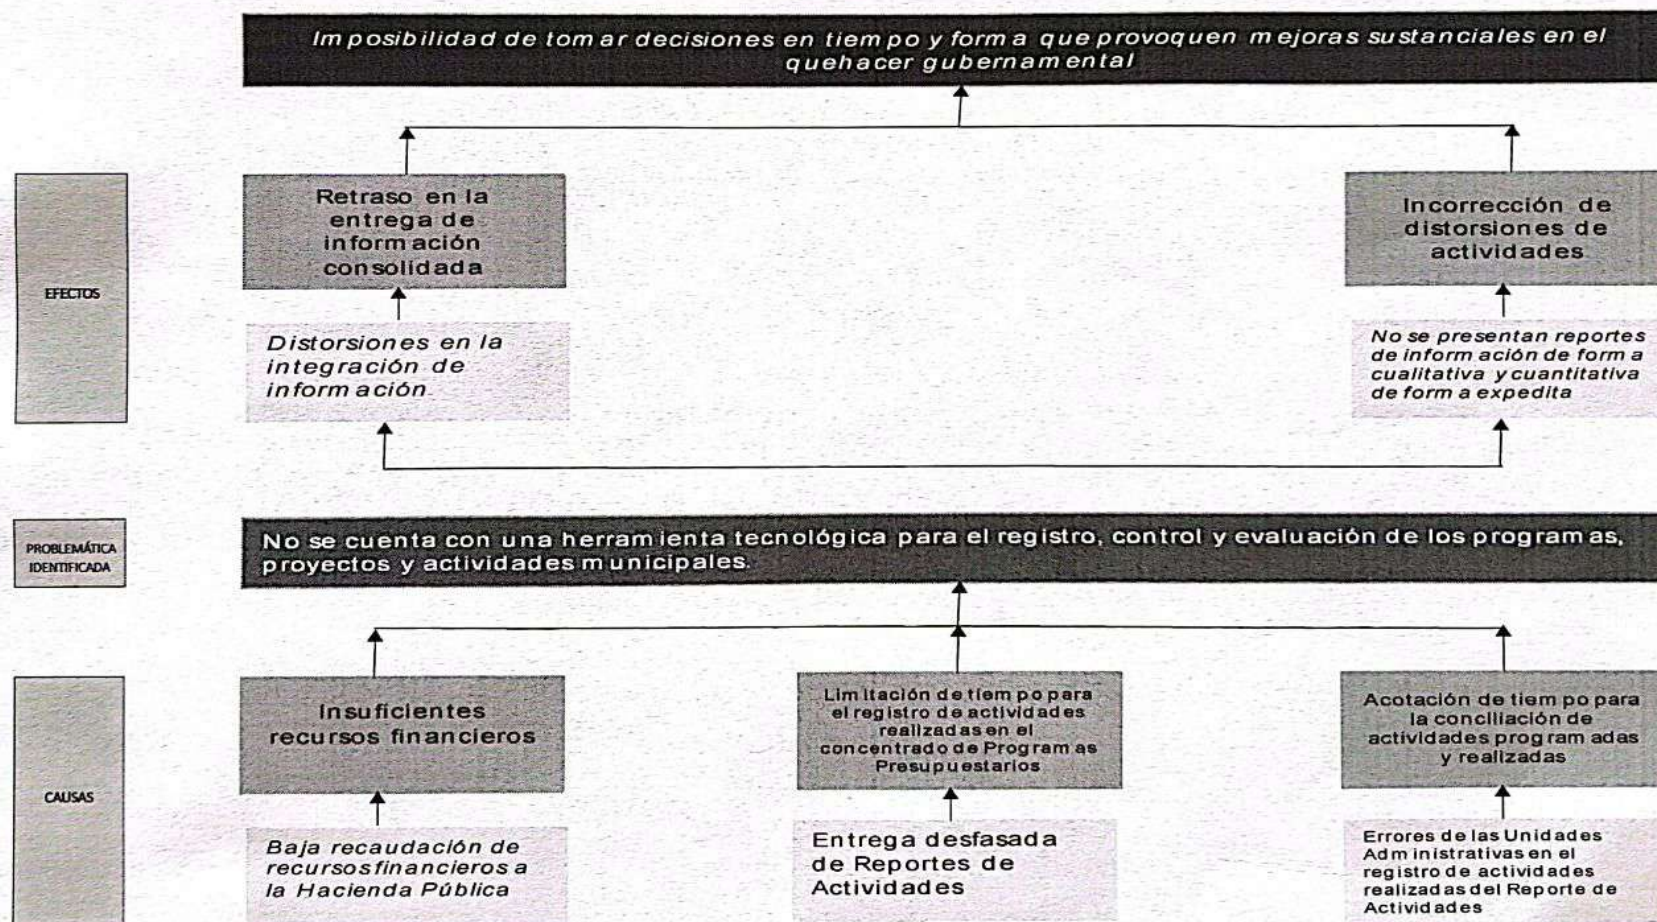 Imposibilidad de tomar decisiones en tiempo y forma que provoquen mejoras sustanciales en el
quehacer gubernamental
EFECTOS
Retraso en la
entrega de
información
consolidada
Incorrección de
distorsiones de
actividades
Distorsiones en la
integración de
información.
No se presentan reportes
de información de forma
cualitativa y cuantitativa
de forma expedita
PROBLEMÁTICA
IDENTIFICADA
No se cuenta con una herramienta tecnológica para el registro, control y evaluación de los programas,
proyectos y actividades municipales.
CAUSAS
Insuficientes
recursos financieros
Limitación de tiempo para
el registro de actividades
realizadas en el
concentrado de Programas
Presupuestarios
Acotación de tiempo para
la conciliación de
actividades programadas
y realizadas
Baja recaudación de
recursos financieros a
la Hacienda Pública
Entrega desfasada
de Reportes de
Actividades
Errores de las Unidades
Administrativas en el
registro de actividades
realizadas del Reporte de
Actividades